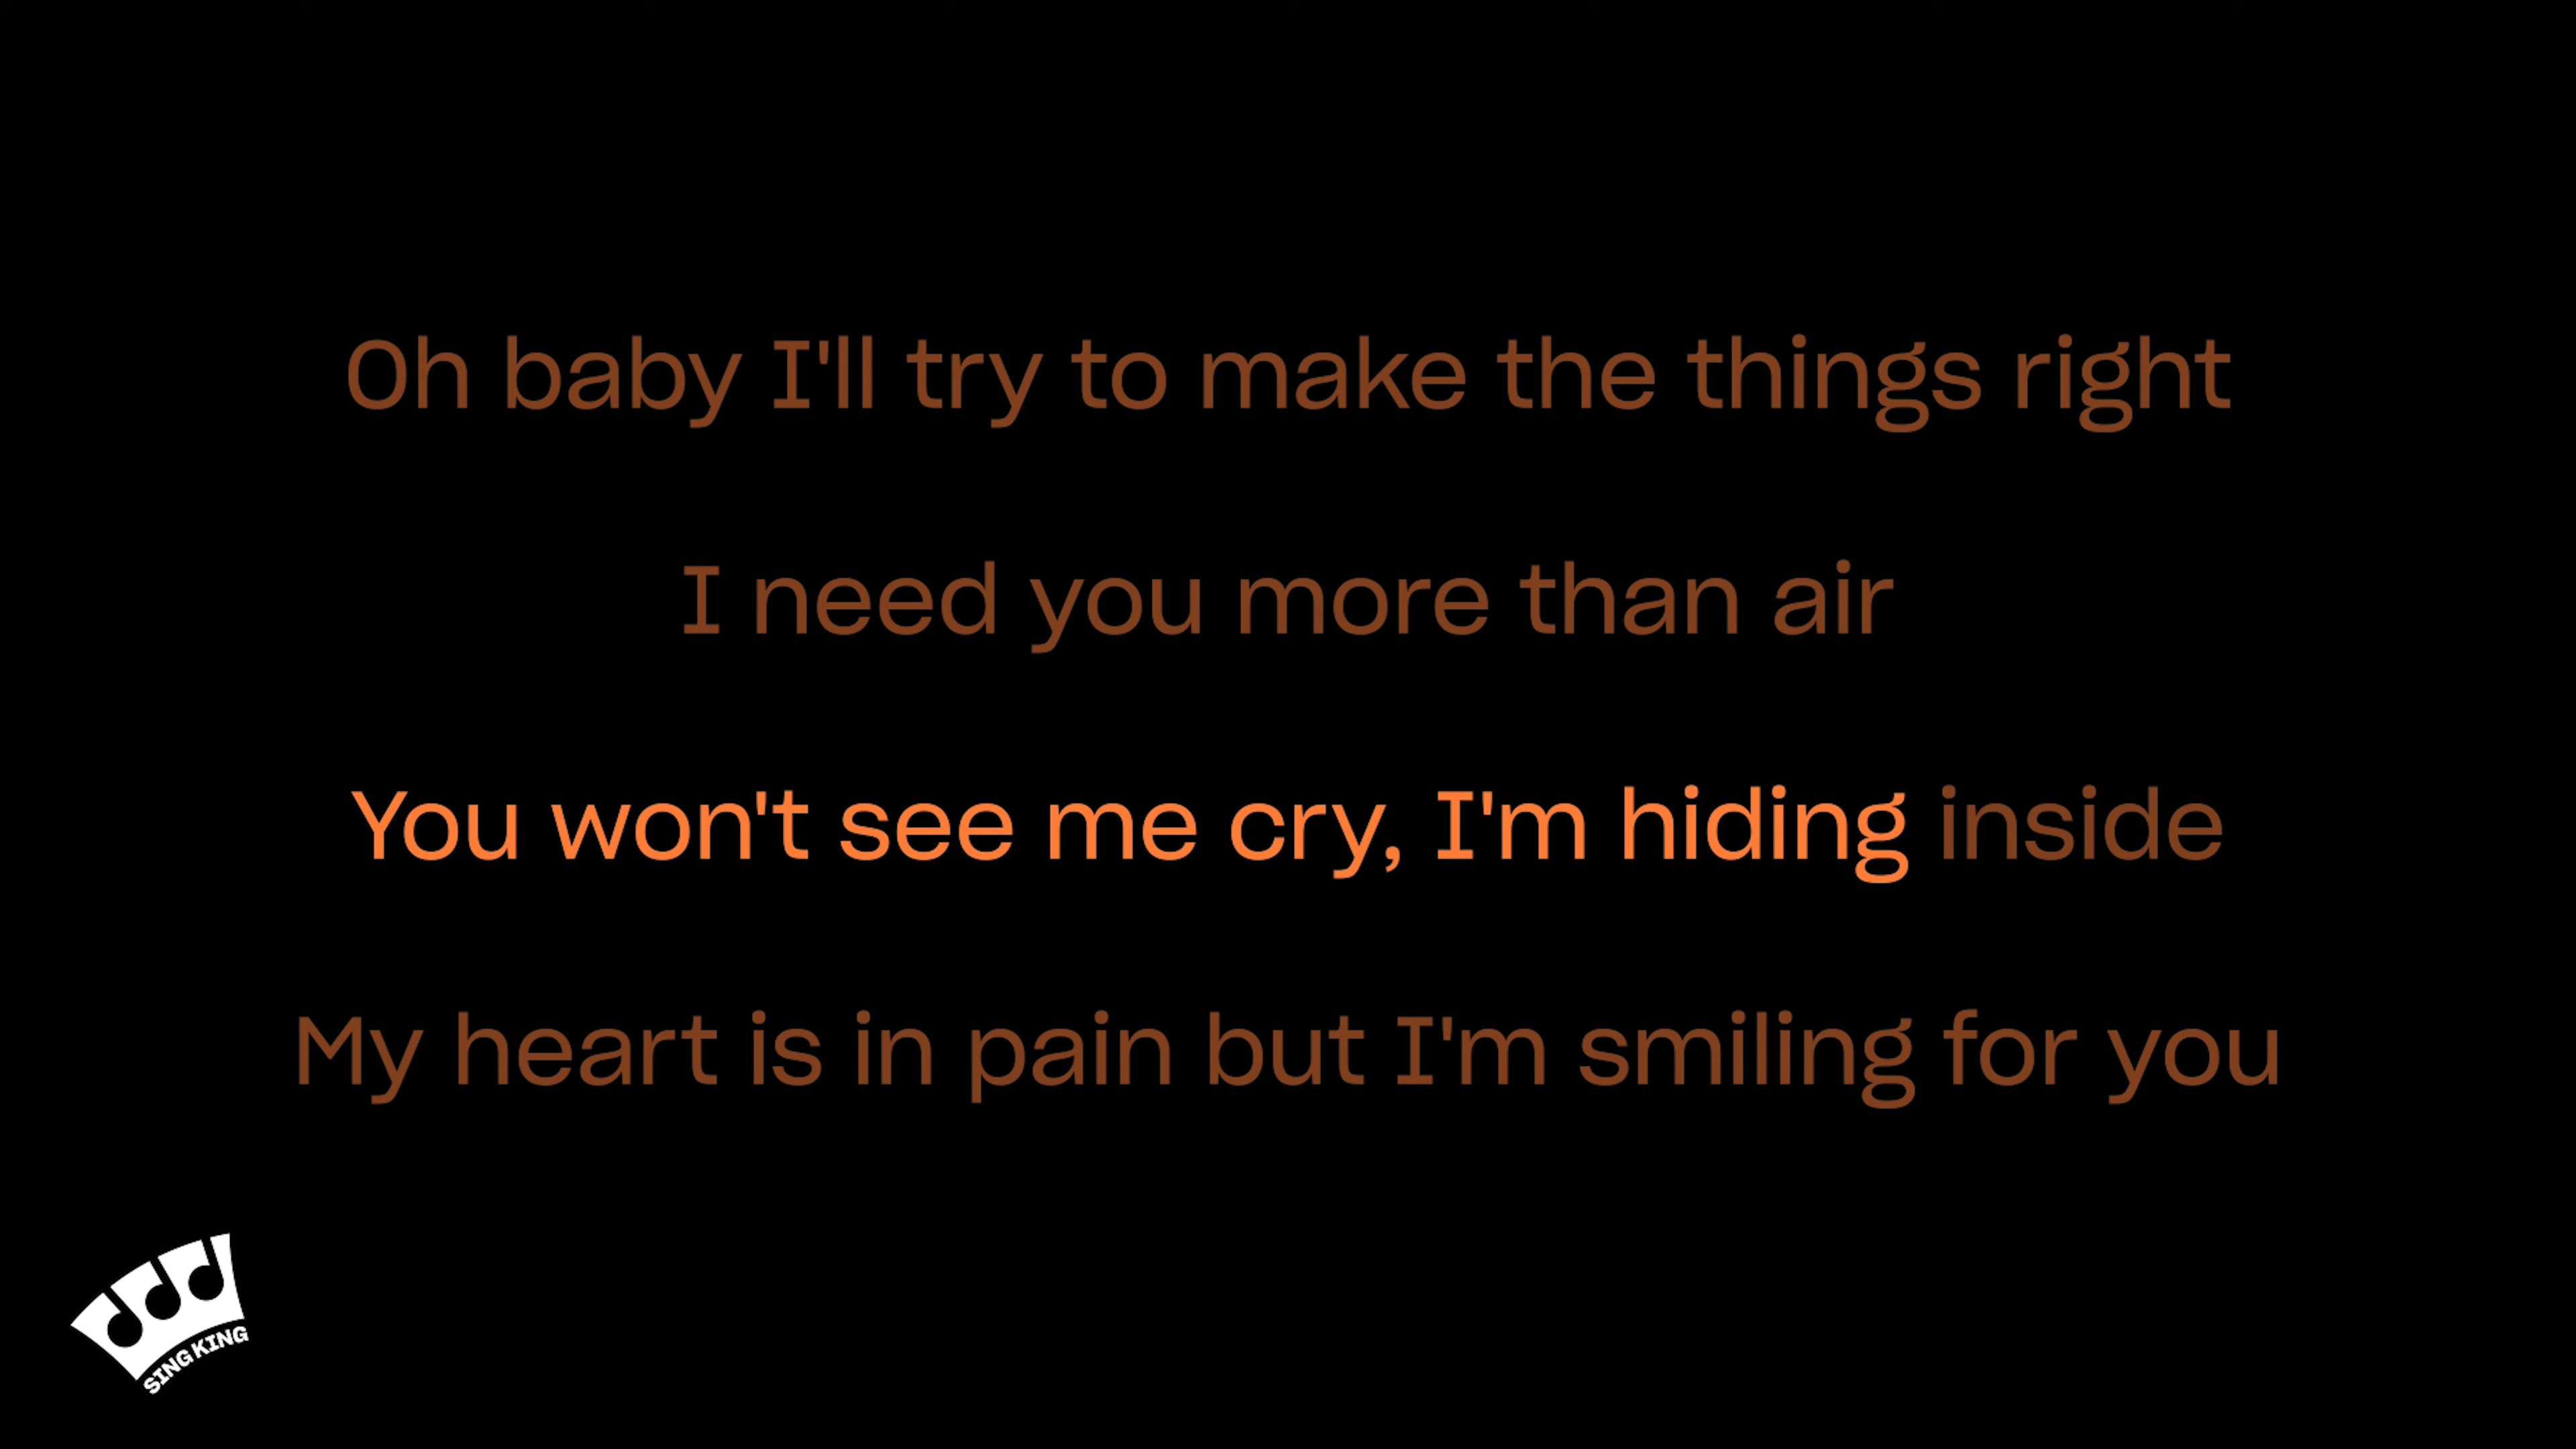 Oh baby I'll try to make the things right
I need you more than air
You won't see me cry, I'm hiding inside
My heart is in pain but I'm smiling for you
SING KING